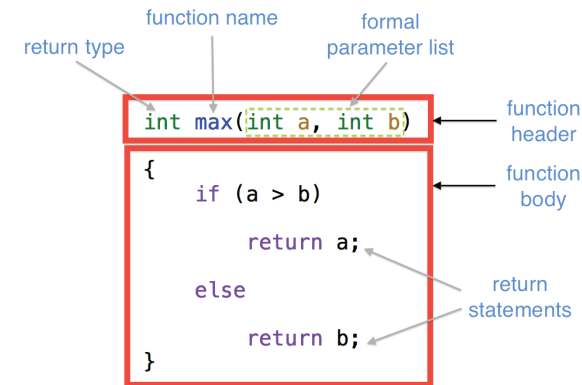 function name
formal
parameter list
return type
int max(int a, int b)
function
header
{
function
body
if (a > b)
return a;
else
return
statements
return b;
}